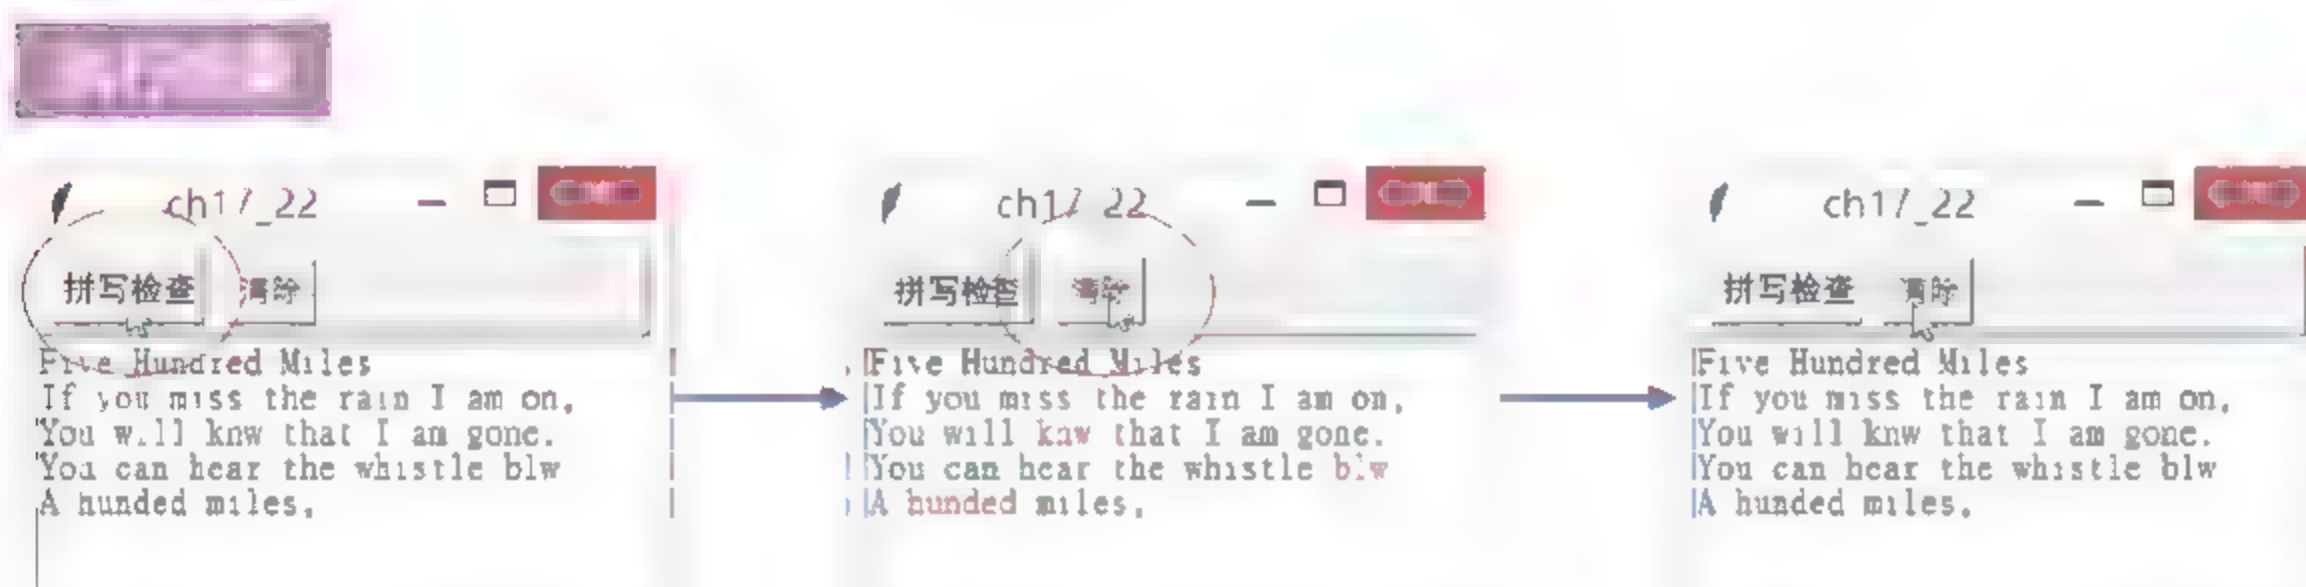 ch17_22
拼写检查 清除
Five Hundred Miles
If you miss the rain I am on,
You will knw that I am gone.
You can hear the whistle blw
A hunded miles,
ch17_22
拼写检查 清除
Five Hundred Miles
If you miss the rain I am on,
You will knw that I am gone.
You can hear the whistle blw
A hunded miles,
ch17_22
拼写检查 清除
Five Hundred Miles
If you miss the rain I am on,
You will knw that I am gone.
You can hear the whistle blw
A hunded miles,